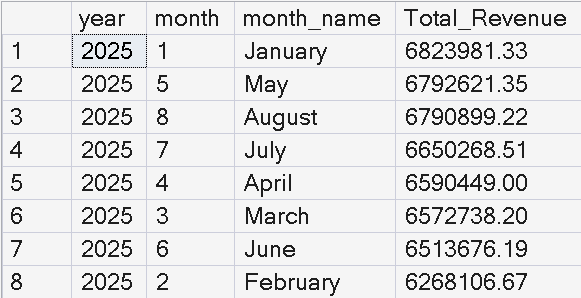 year month month_name Total_Revenue
1 2025 1 January 6823981.33
2 2025 5 May 6792621.35
3 2025 8 August 6790899.22
4 2025 7 July 6650268.51
5 2025 4 April 6590449.00
6 2025 3 March 6572738.20
7 2025 6 June 6513676.19
8 2025 2 February 6268106.67